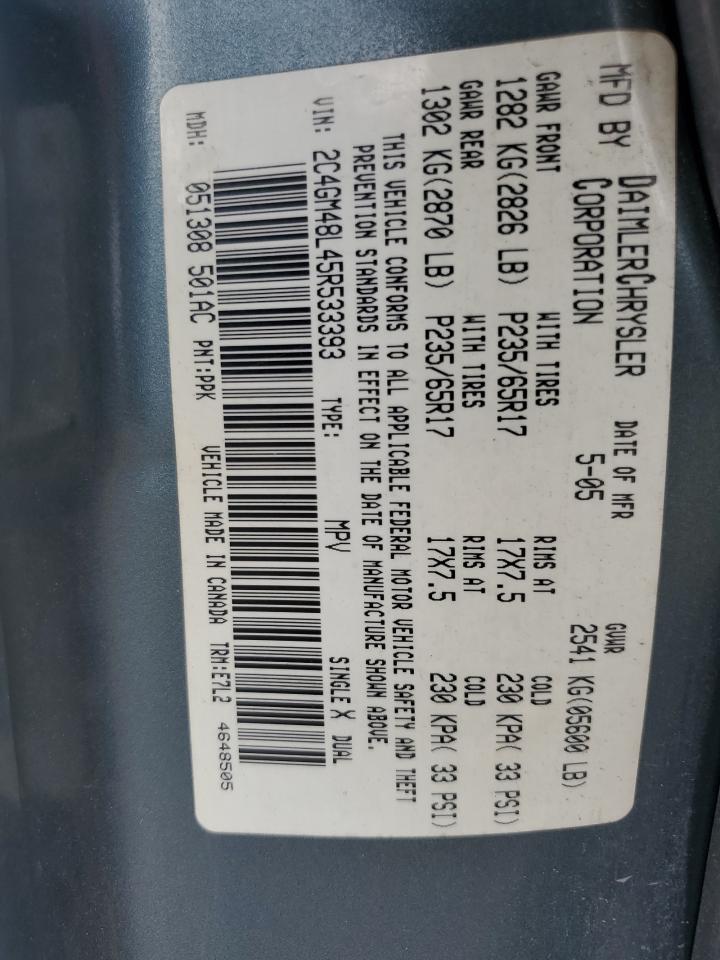 MFD BY DAIMLERCHRYSLER CORPORATION DATE OF MFR 5-05 GVWR 2541 KG(05600 LB)
GAWR FRONT WITH TIRES RIMS AT COLD
1282 KG(2826 LB) P235/65R17 17X7.5 230 KPA( 33 PSI)
GAWR REAR WITH TIRES RIMS AT COLD
1302 KG(2870 LB) P235/65R17 17X7.5 230 KPA( 33 PSI)
THIS VEHICLE CONFORMS TO ALL APPLICABLE FEDERAL MOTOR VEHICLE SAFETY AND THEFT
PREVENTION STANDARDS IN EFFECT ON THE DATE OF MANUFACTURE SHOWN ABOVE.
VIN: 2C4GM48L45R533393 TYPE: MPV SINGLE X DUAL
MDH: 051308 501AC PNT:PPK VEHICLE MADE IN CANADA TRM:E7L2 4648505